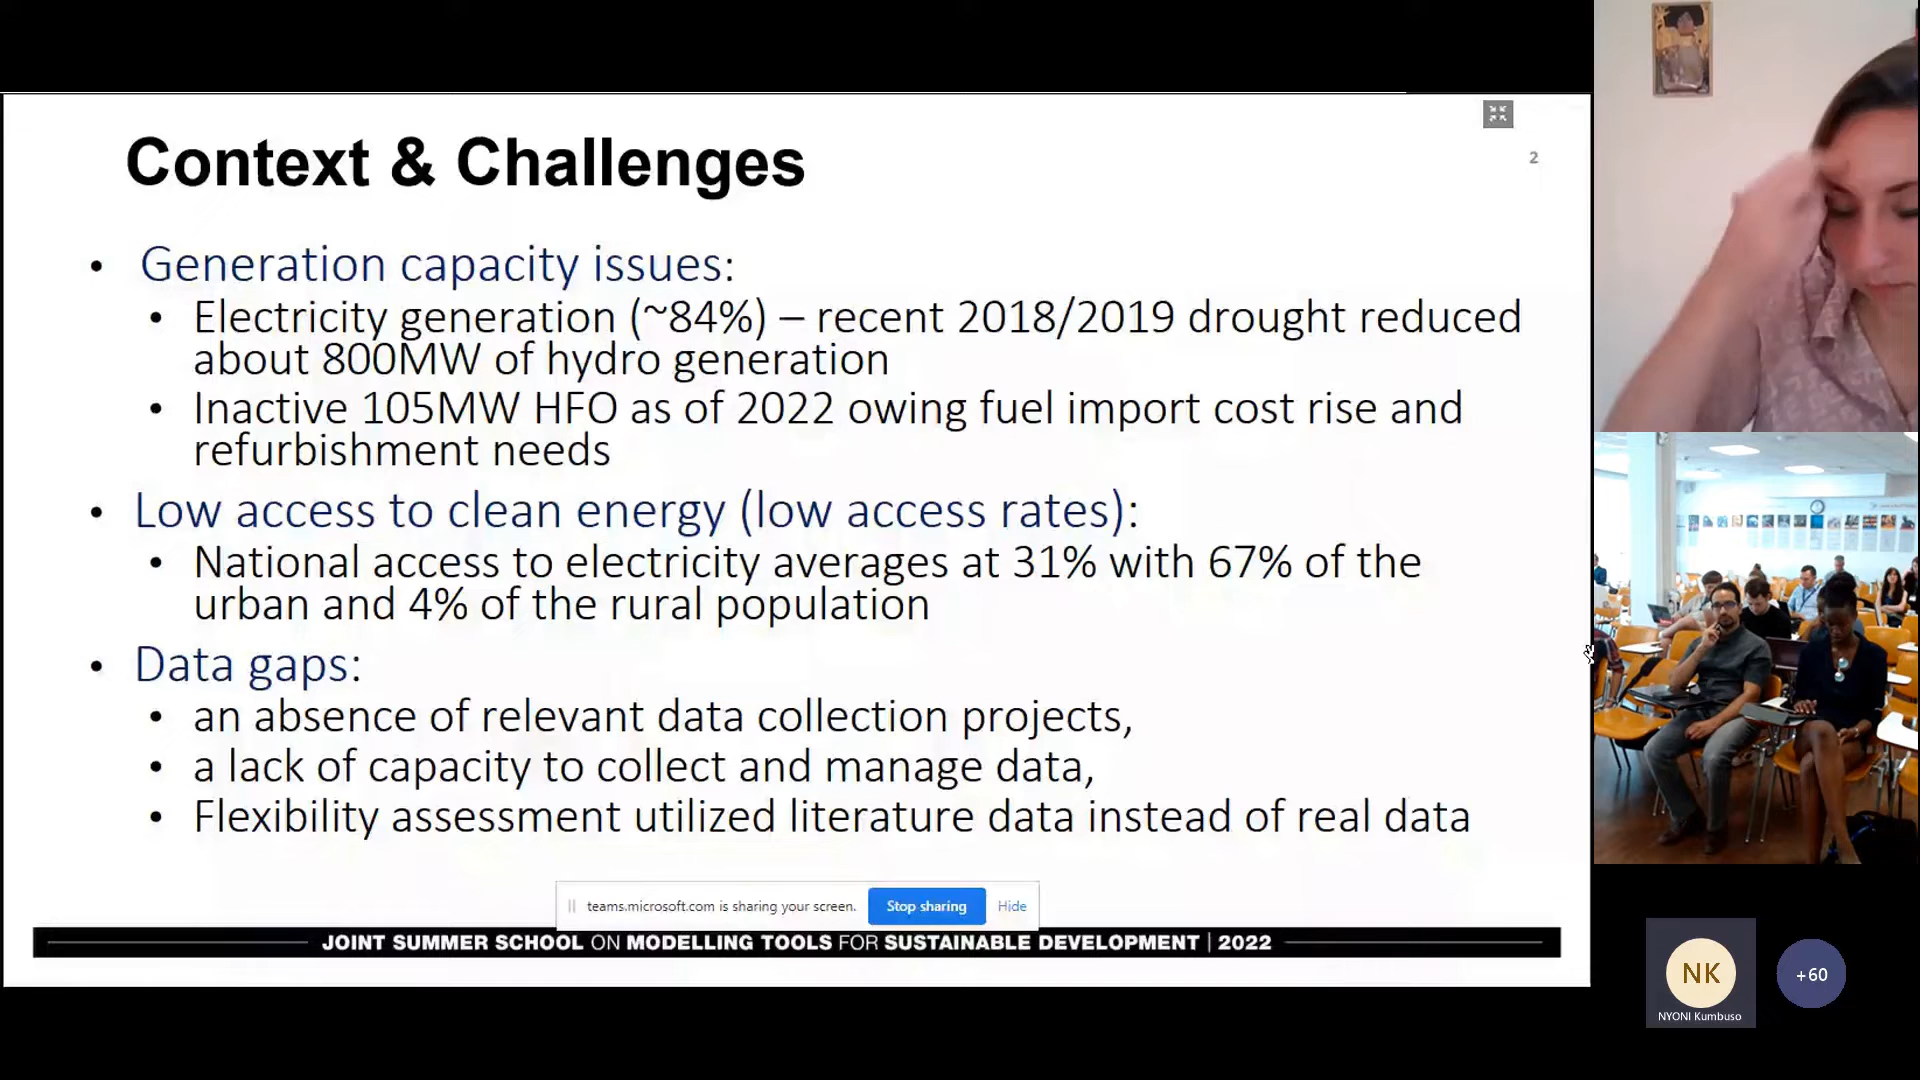 Context & Challenges
2
• Generation capacity issues:
• Electricity generation (~84%) – recent 2018/2019 drought reduced
about 800MW of hydro generation
• Inactive 105MW HFO as of 2022 owing fuel import cost rise and
refurbishment needs
• Low access to clean energy (low access rates):
• National access to electricity averages at 31% with 67% of the
urban and 4% of the rural population
• Data gaps:
• an absence of relevant data collection projects,
• a lack of capacity to collect and manage data,
• Flexibility assessment utilized literature data instead of real data
teams.microsoft.com is sharing your screen. Stop sharing Hide
JOINT SUMMER SCHOOL ON MODELLING TOOLS FOR SUSTAINABLE DEVELOPMENT | 2022
NK
NYONI Kumbuso
+60